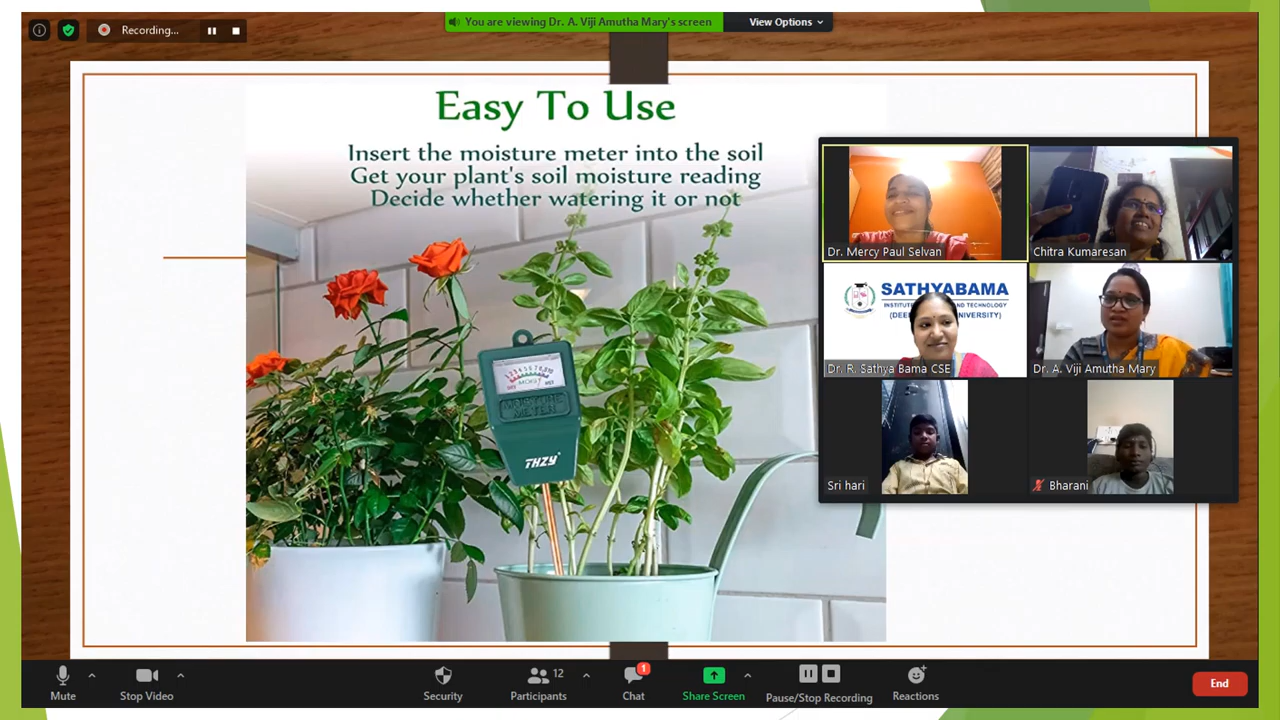 Recording...
You are viewing Dr. A. Viji Amutha Mary's screen
View Options
Easy To Use
Insert the moisture meter into the soil
Get your plant's soil moisture reading
Decide whether watering it or not
MOIST
MOISTURE
METER
THZY
Dr. Mercy Paul Selvan
Chitra Kumaresan
SATHYABAMA
Dr. R. Sathya Bama CSE
Dr. A. Viji Amutha Mary
Sri hari
Bharani
Mute
Stop Video
Security
Participants 12
Chat 1
Share Screen
Pause/Stop Recording
Reactions
End